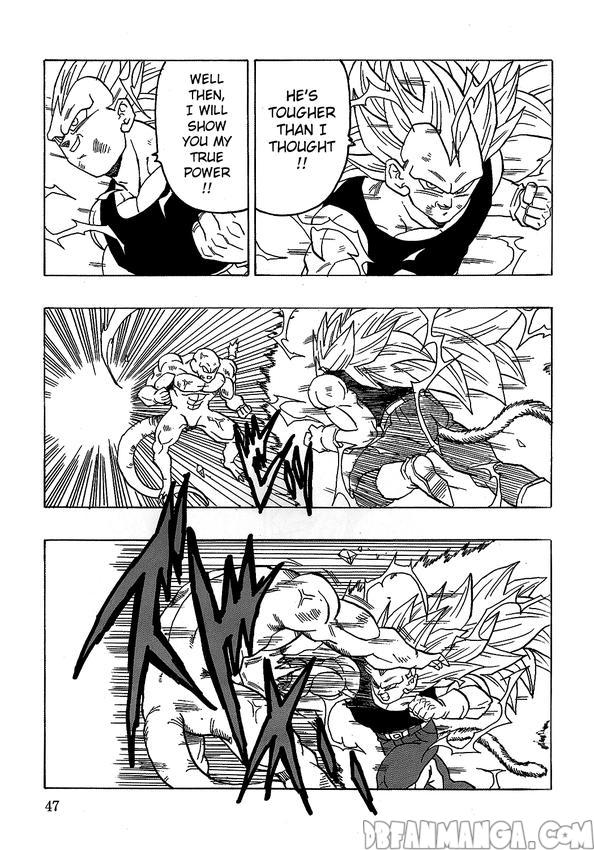 HE'S
TOUGHER
THAN I
THOUGHT
!!
WELL
THEN,
I WILL
SHOW
YOU MY
TRUE
POWER
!!
47
DBFANMANGA.COM